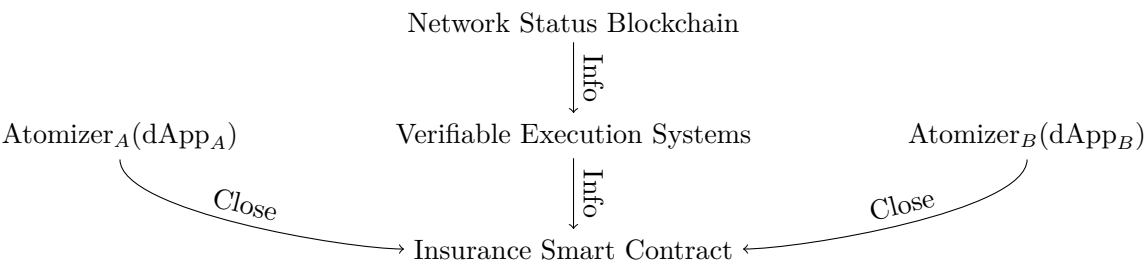 Network Status Blockchain
Info
Atomizer_A(dApp_A)
Verifiable Execution Systems
Atomizer_B(dApp_B)
Info
Close
Close
Insurance Smart Contract